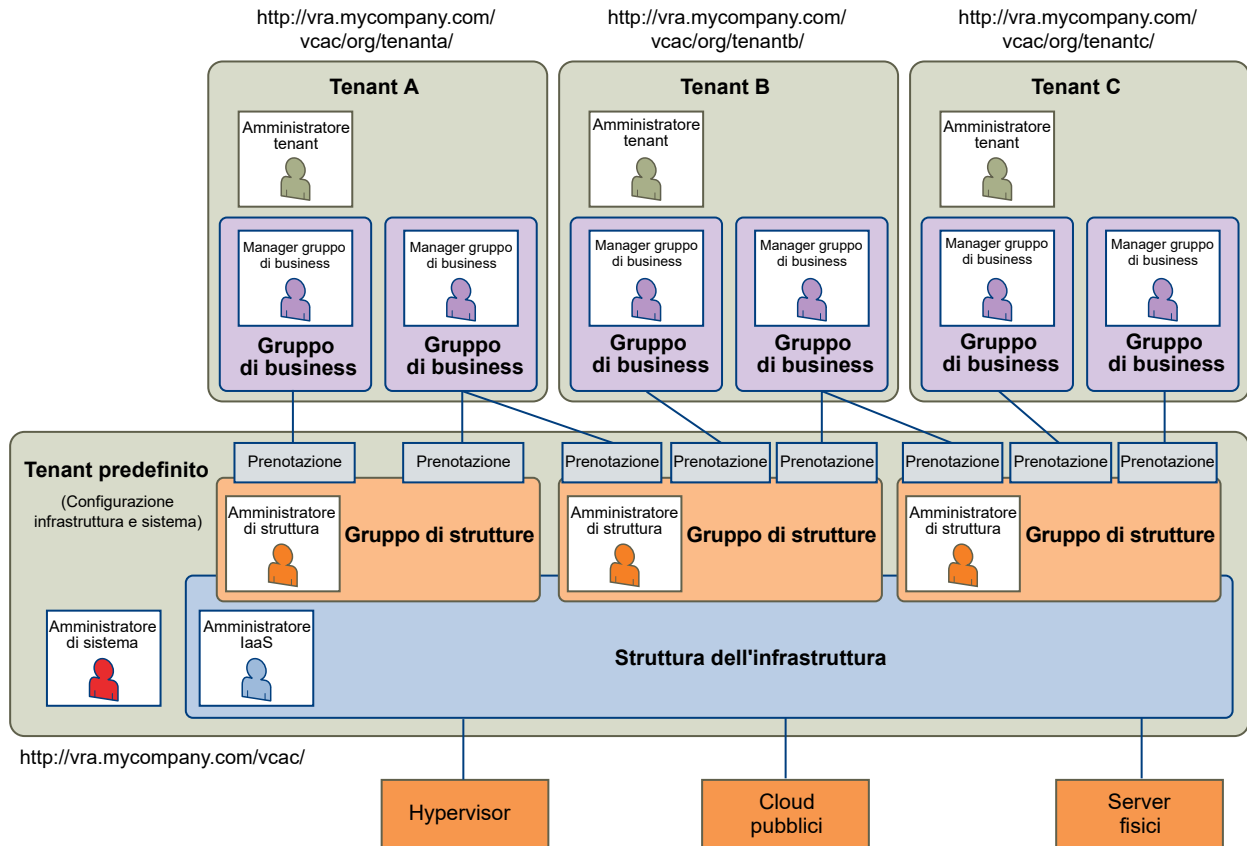 http://vra.mycompany.com/
vcac/org/tenanta/
http://vra.mycompany.com/
vcac/org/tenantb/
http://vra.mycompany.com/
vcac/org/tenantc/
Tenant A
Amministratore
tenant
Manager gruppo
di business
Gruppo
di business
Manager gruppo
di business
Gruppo
di business
Tenant B
Amministratore
tenant
Manager gruppo
di business
Gruppo
di business
Manager gruppo
di business
Gruppo
di business
Tenant C
Amministratore
tenant
Manager gruppo
di business
Gruppo
di business
Manager gruppo
di business
Gruppo
di business
Tenant predefinito
(Configurazione
infrastruttura e sistema)
Prenotazione
Prenotazione
Prenotazione
Prenotazione
Prenotazione
Prenotazione
Prenotazione
Prenotazione
Amministratore
di struttura
Gruppo di strutture
Amministratore
di struttura
Gruppo di strutture
Amministratore
di struttura
Gruppo di strutture
Amministratore
di sistema
Amministratore
IaaS
Struttura dell'infrastruttura
http://vra.mycompany.com/vcac/
Hypervisor
Cloud
pubblici
Server
fisici